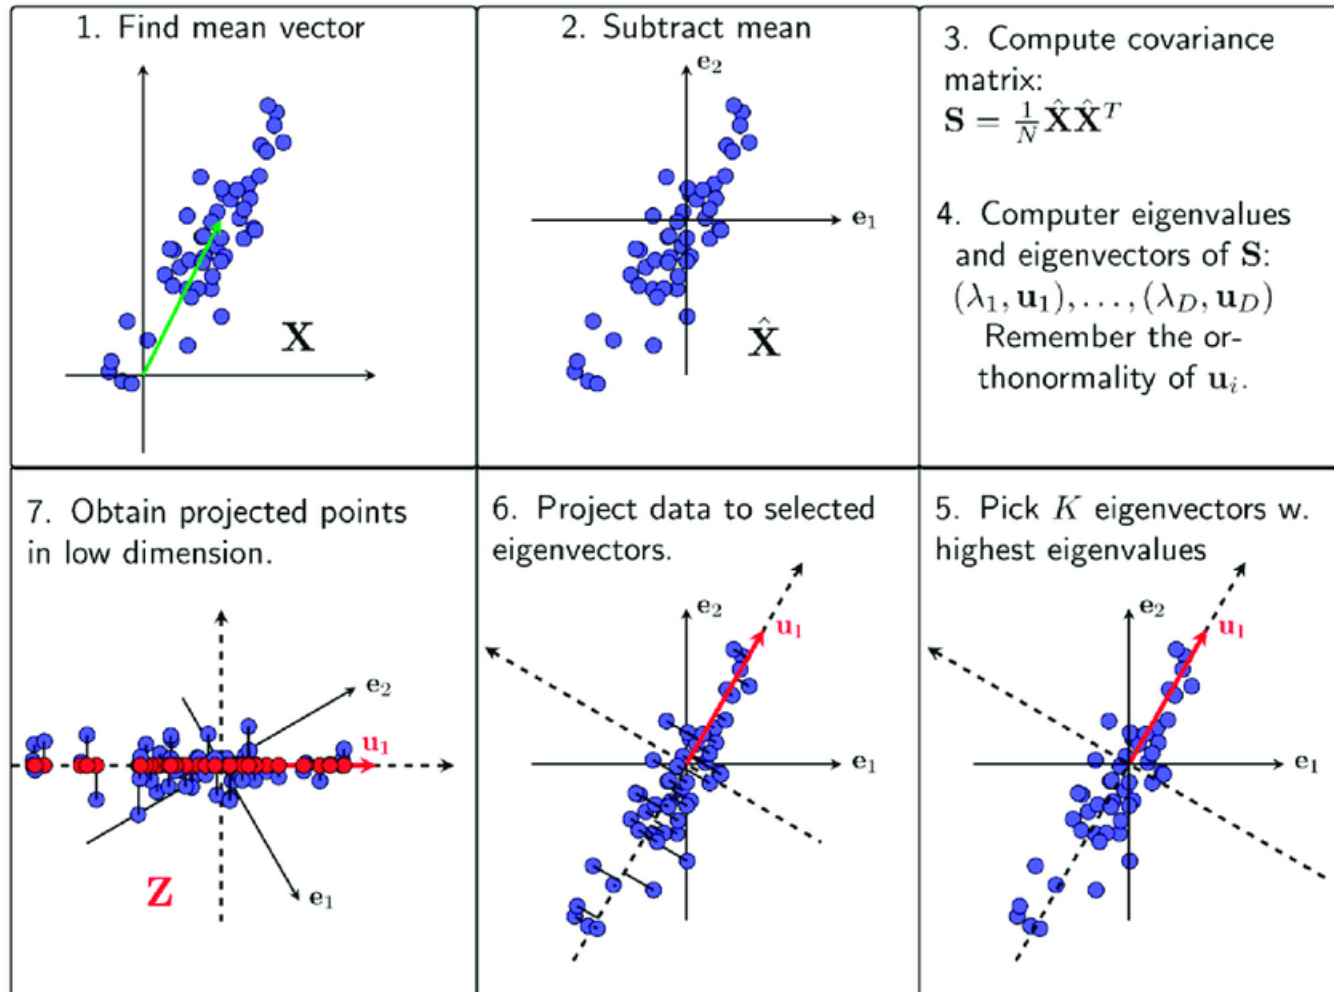 1. Find mean vector
X
2. Subtract mean
e₂
e₁
X̂
3. Compute covariance
matrix:
S = 1/N X̂X̂ᵀ
4. Computer eigenvalues
and eigenvectors of S:
(λ₁, u₁), . . . , (λ_D, u_D)
Remember the or-
thonormality of uᵢ.
5. Pick K eigenvectors w.
highest eigenvalues
e₂
u₁
e₁
6. Project data to selected
eigenvectors.
e₂
u₁
e₁
7. Obtain projected points
in low dimension.
e₂
u₁
Z
e₁